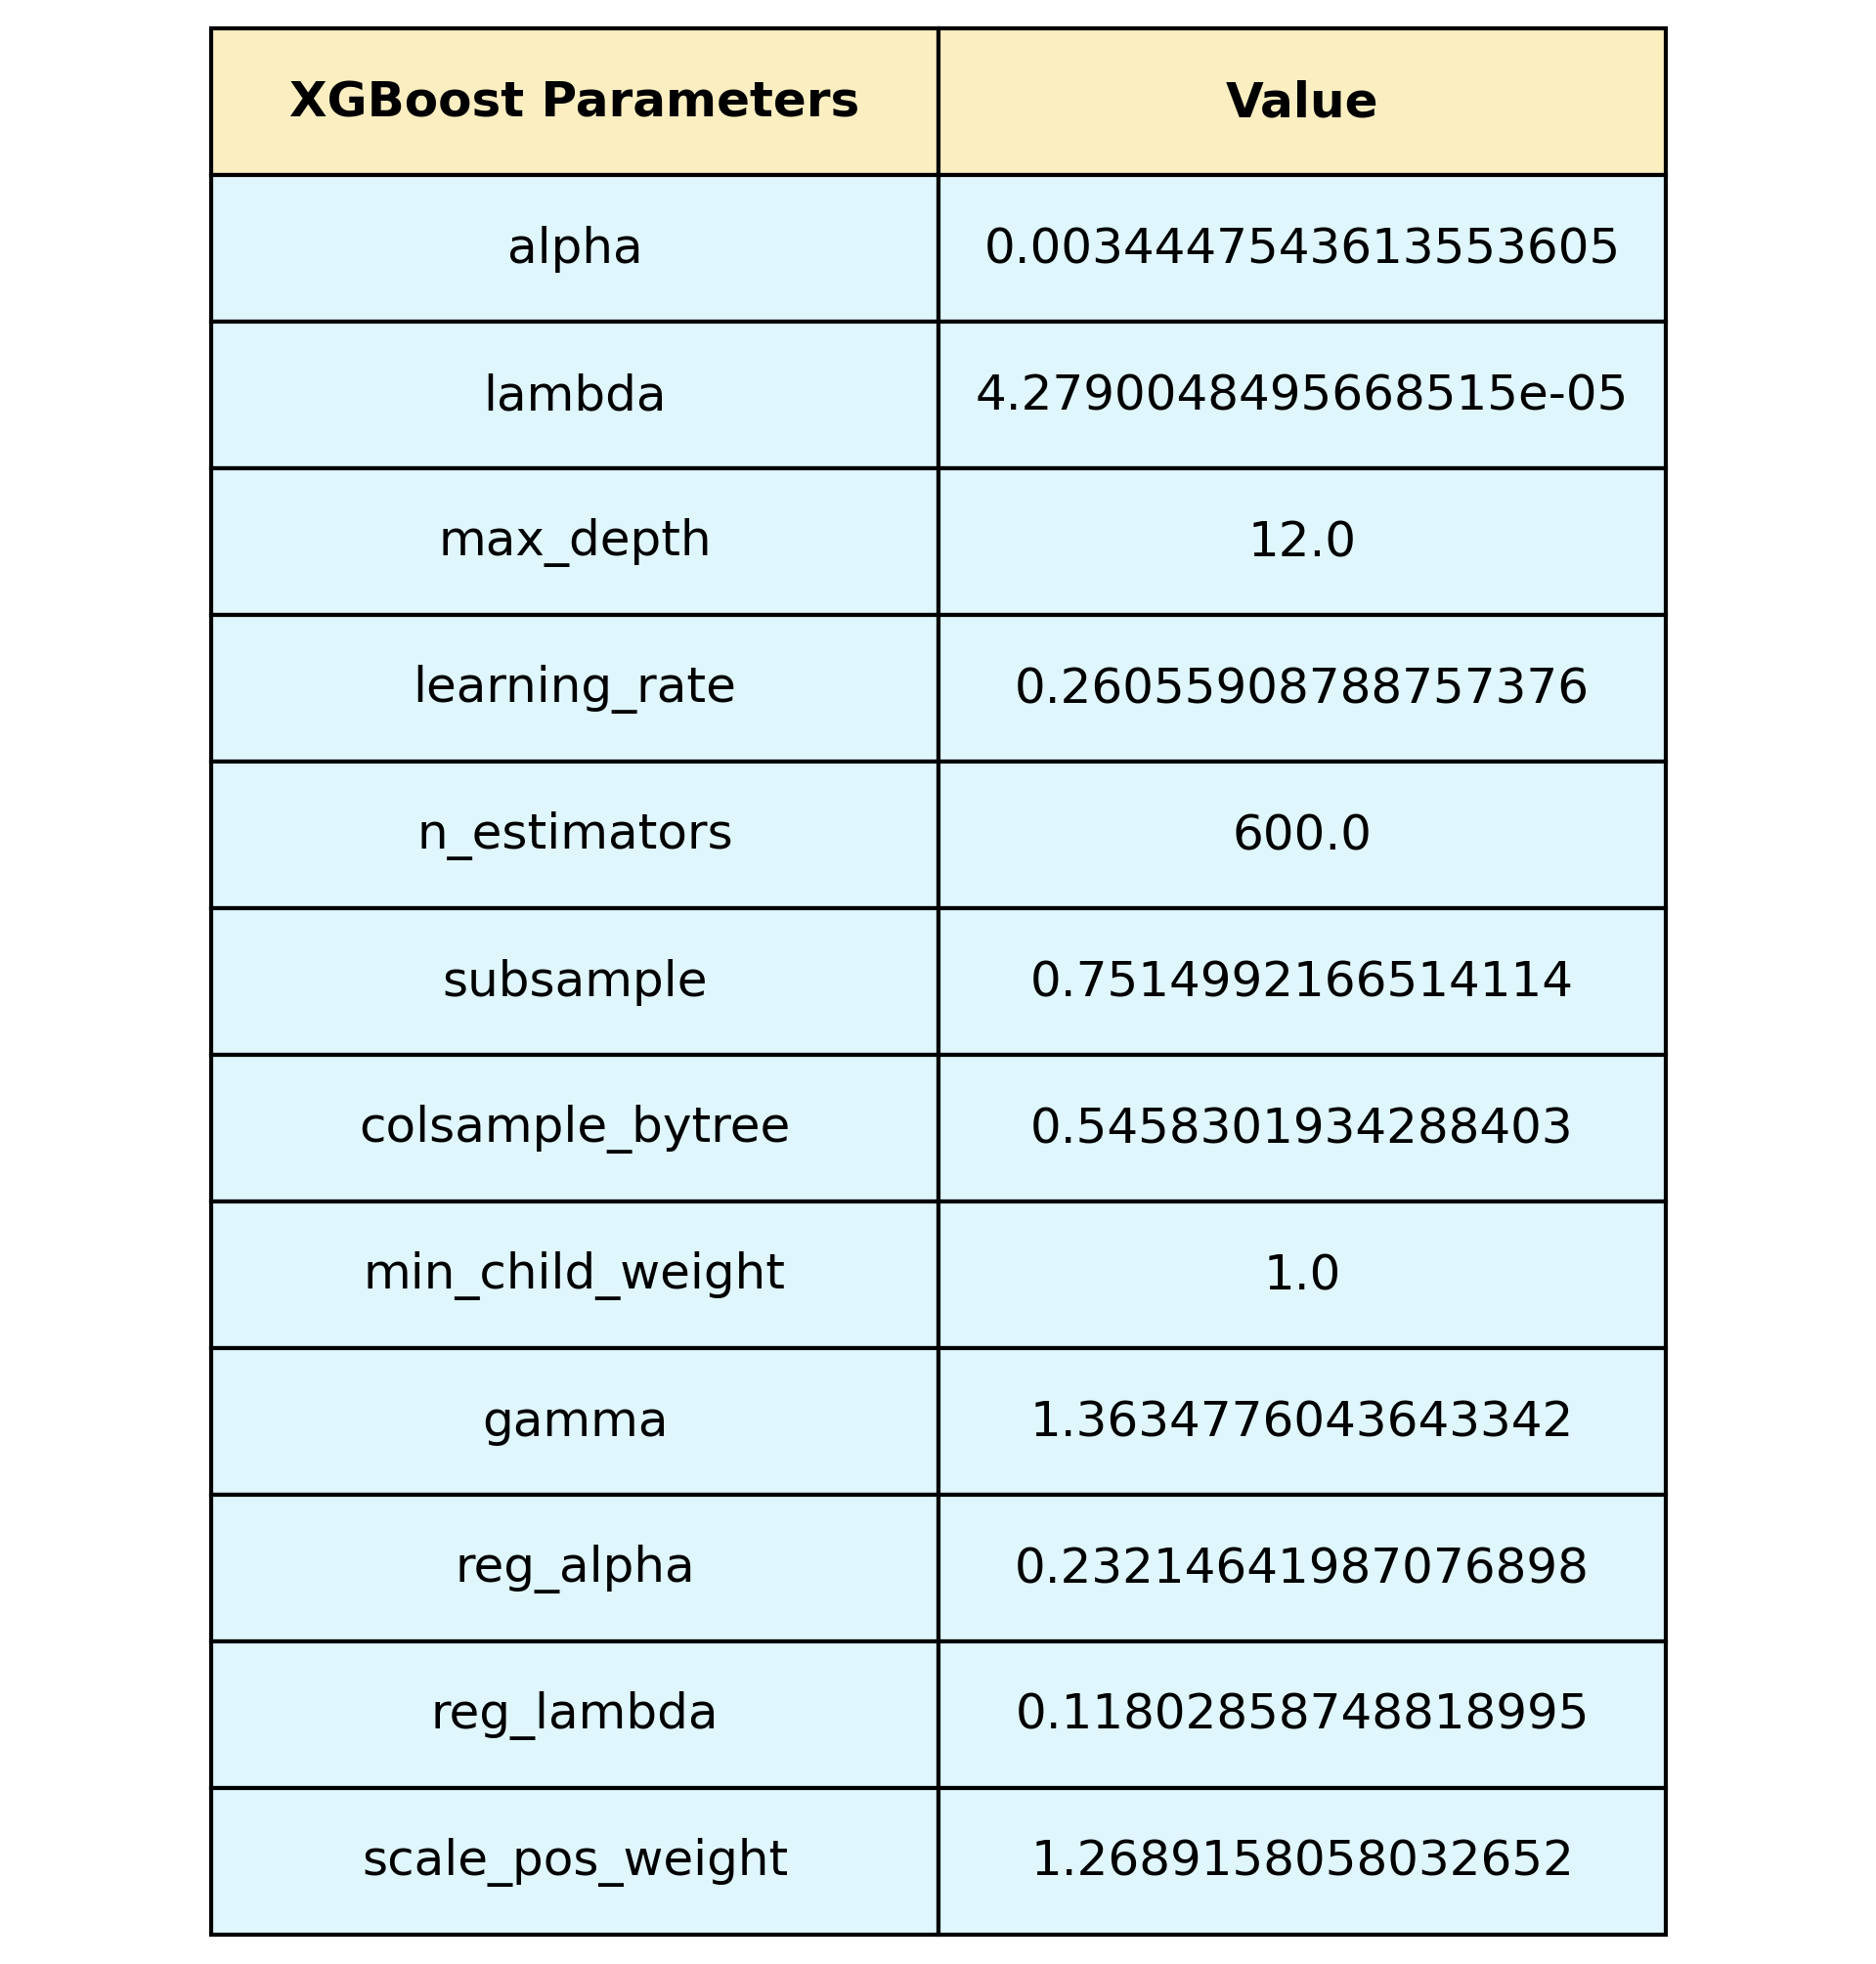 XGBoost Parameters Value
alpha 0.0034447543613553605
lambda 4.2790048495668515e-05
max_depth 12.0
learning_rate 0.26055908788757376
n_estimators 600.0
subsample 0.7514992166514114
colsample_bytree 0.5458301934288403
min_child_weight 1.0
gamma 1.3634776043643342
reg_alpha 0.23214641987076898
reg_lambda 0.11802858748818995
scale_pos_weight 1.2689158058032652